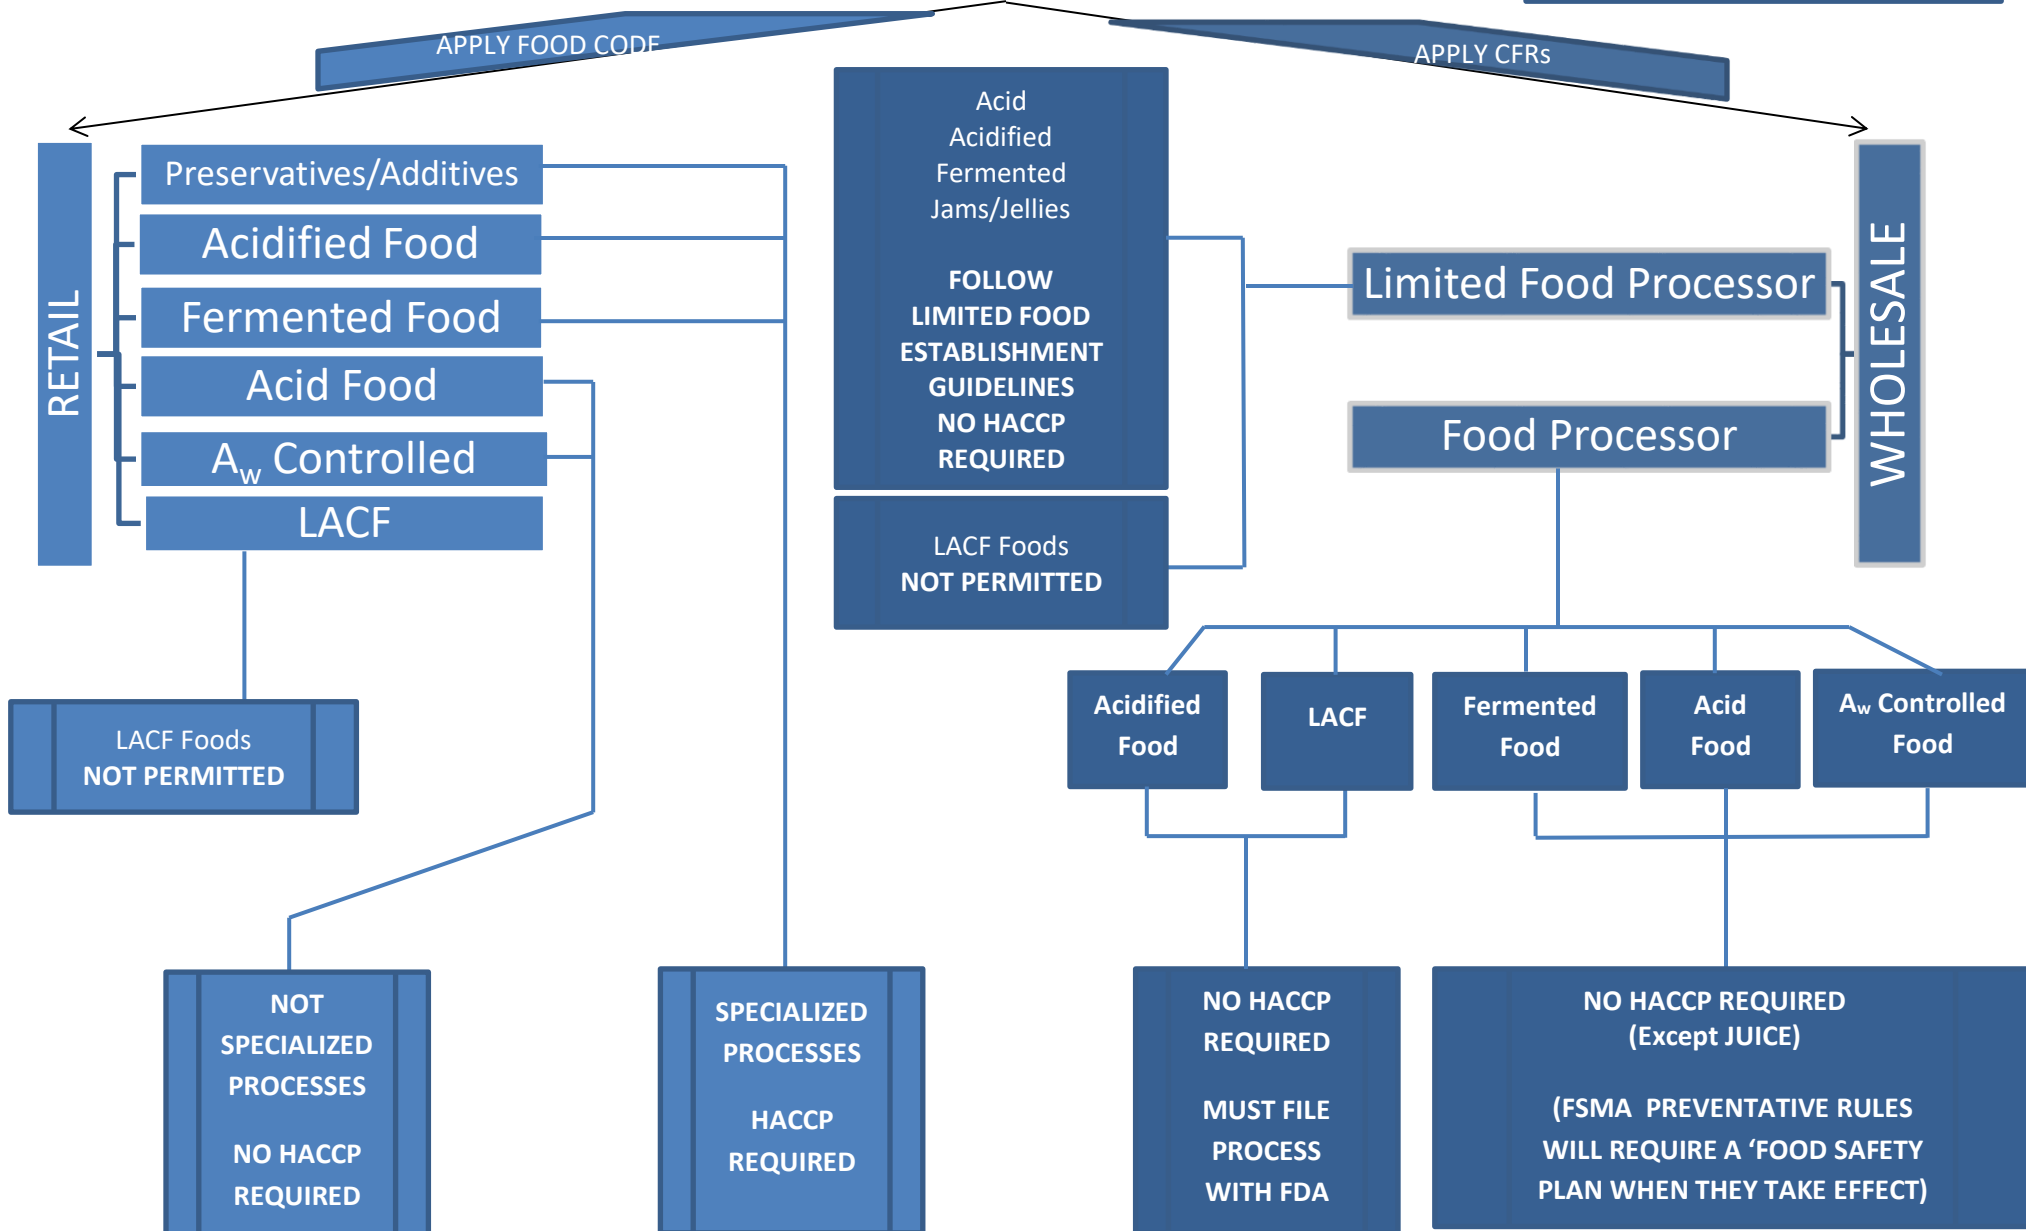 APPLY FOOD CODE
APPLY CFRs
RETAIL
Preservatives/Additives
Acidified Food
Fermented Food
Acid Food
Aw Controlled
LACF
LACF Foods
NOT PERMITTED
NOT
SPECIALIZED
PROCESSES
NO HACCP
REQUIRED
SPECIALIZED
PROCESSES
HACCP
REQUIRED
Acid
Acidified
Fermented
Jams/Jellies
FOLLOW
LIMITED FOOD
ESTABLISHMENT
GUIDELINES
NO HACCP
REQUIRED
LACF Foods
NOT PERMITTED
WHOLESALE
Limited Food Processor
Food Processor
Acidified
Food
LACF
Fermented
Food
Acid
Food
Aw Controlled
Food
NO HACCP
REQUIRED
MUST FILE
PROCESS
WITH FDA
NO HACCP REQUIRED
(Except JUICE)
(FSMA  PREVENTATIVE RULES
WILL REQUIRE A ‘FOOD SAFETY
PLAN WHEN THEY TAKE EFFECT)